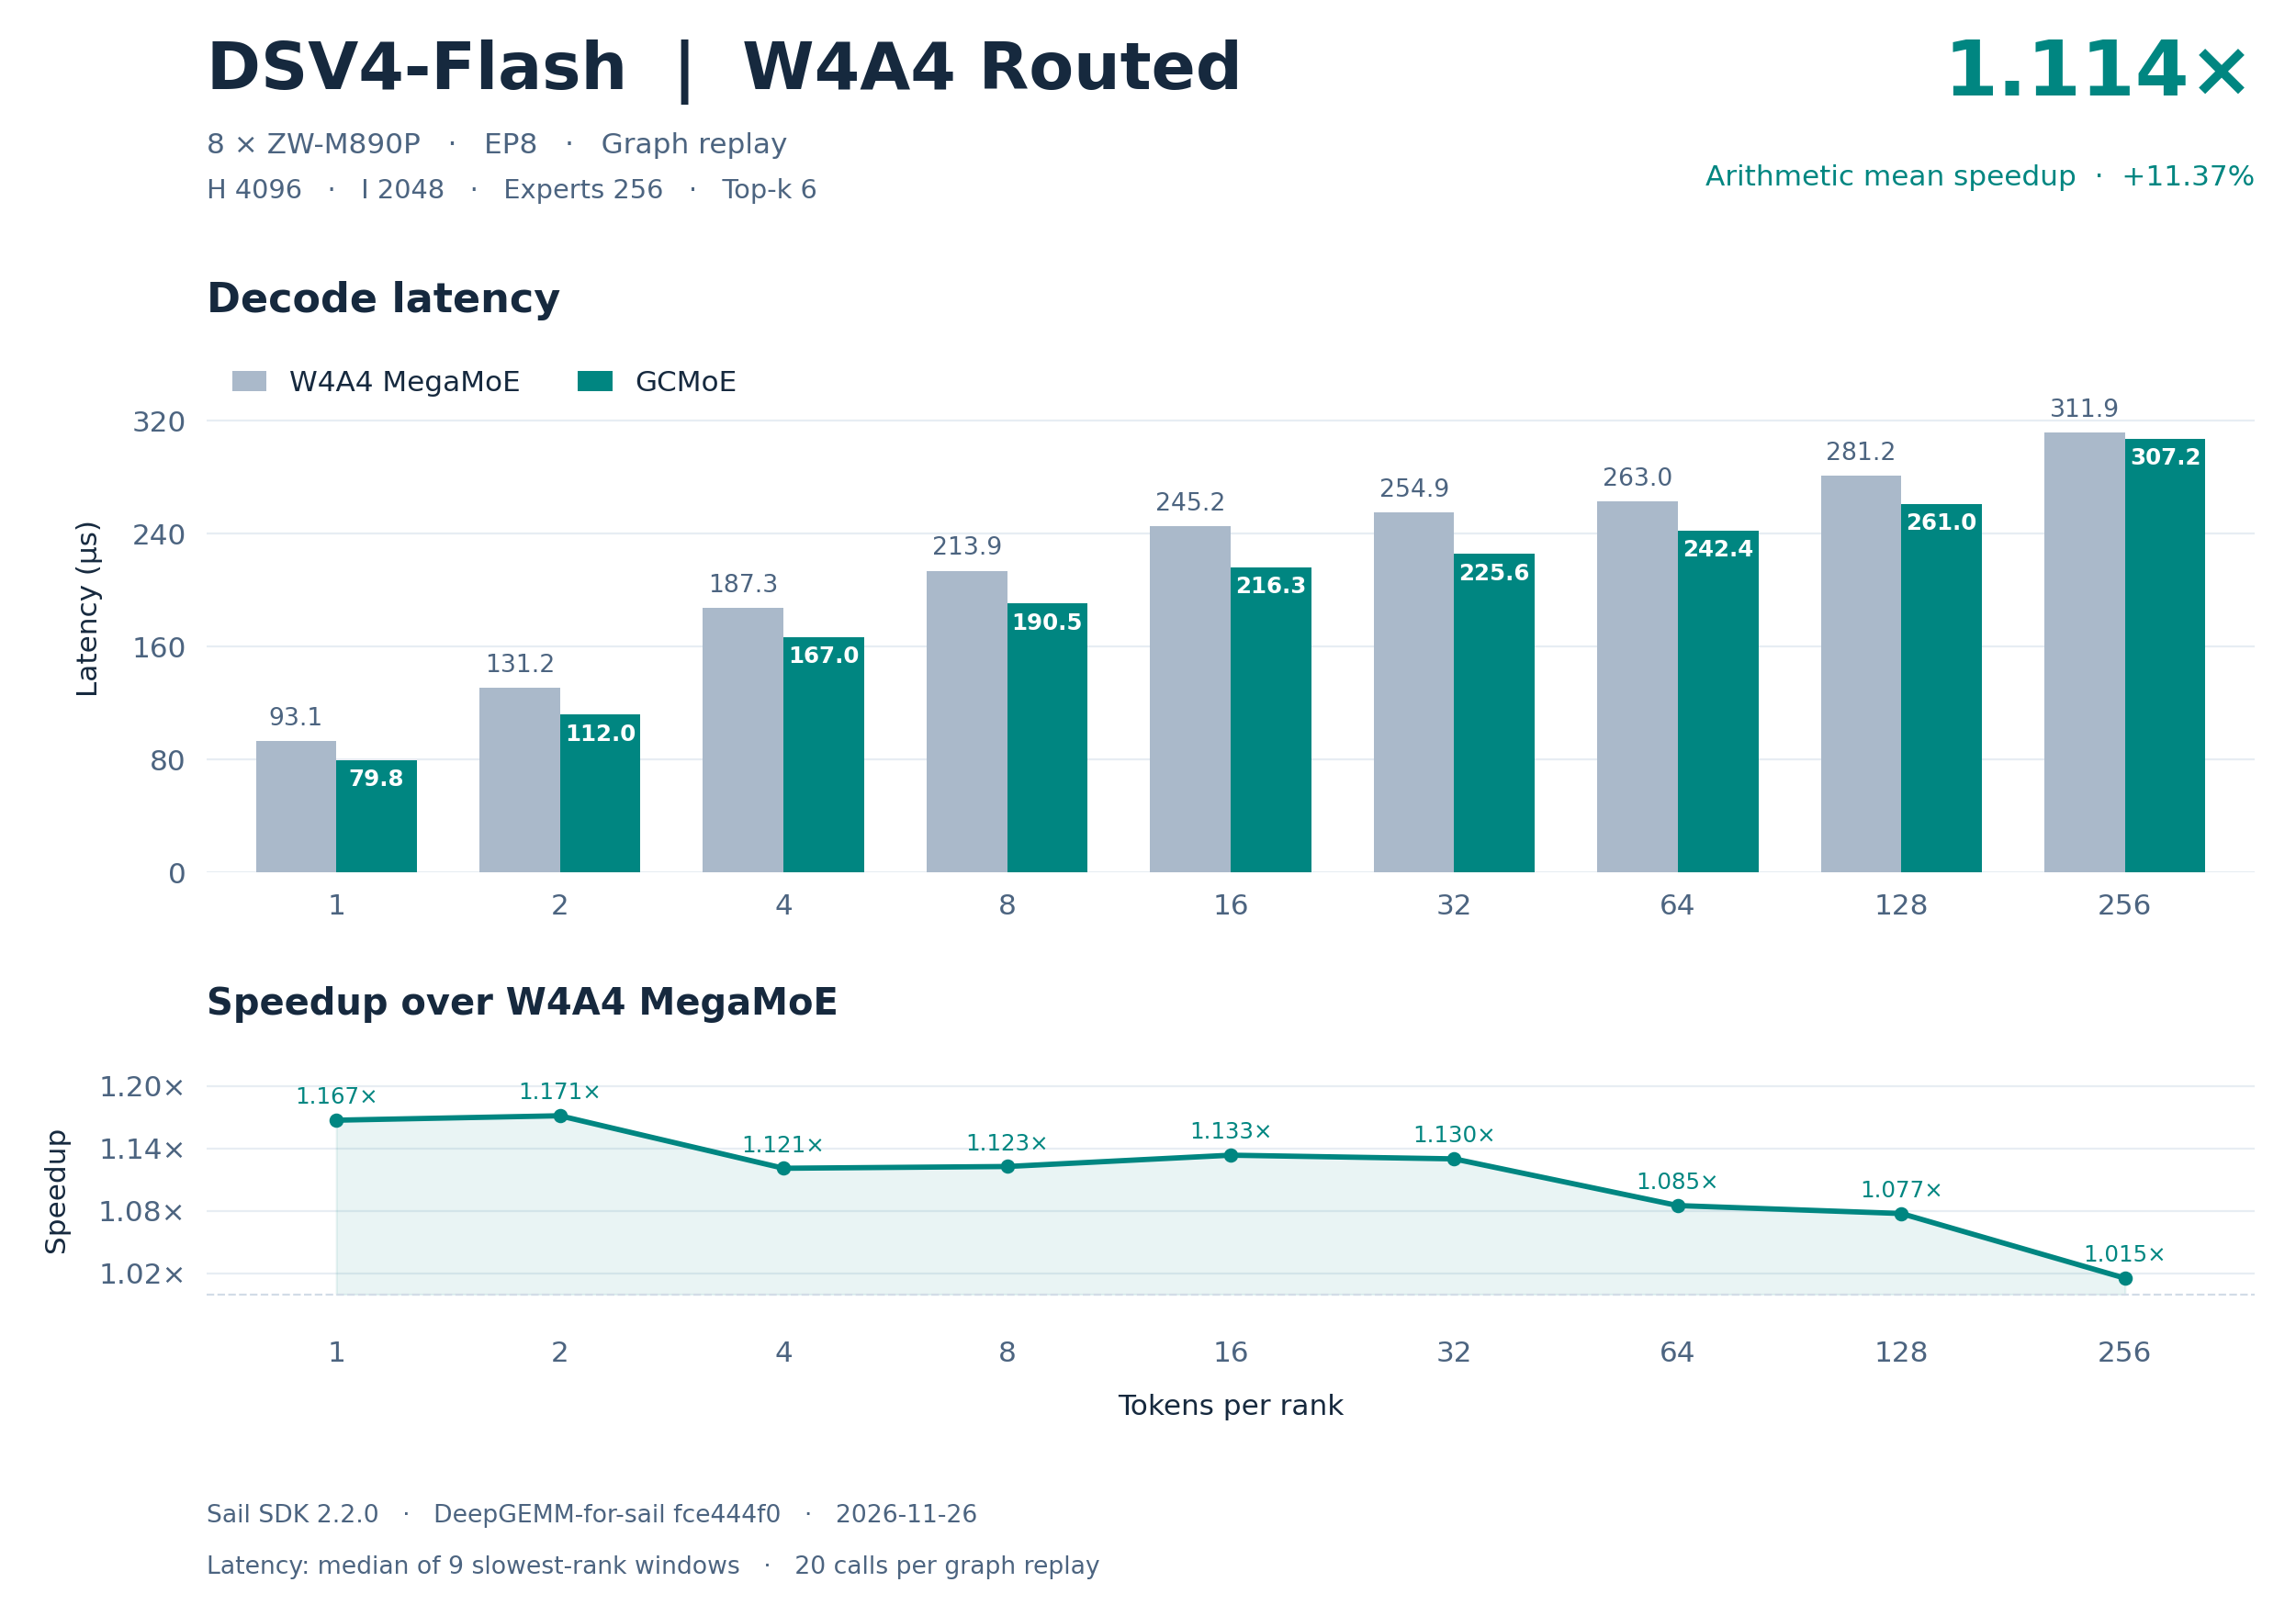 DSV4-Flash | W4A4 Routed
1.114×
8 × ZW-M890P · EP8 · Graph replay
H 4096 · I 2048 · Experts 256 · Top-k 6
Arithmetic mean speedup · +11.37%
Decode latency
W4A4 MegaMoE GCMoE
Latency (µs)
320
240
160
80
0
93.1 79.8
131.2 112.0
187.3 167.0
213.9 190.5
245.2 216.3
254.9 225.6
263.0 242.4
281.2 261.0
311.9 307.2
1 2 4 8 16 32 64 128 256
Speedup over W4A4 MegaMoE
Speedup
1.20×
1.14×
1.08×
1.02×
1.167× 1.171× 1.121× 1.123× 1.133× 1.130× 1.085× 1.077× 1.015×
1 2 4 8 16 32 64 128 256
Tokens per rank
Sail SDK 2.2.0 · DeepGEMM-for-sail fce444f0 · 2026-11-26
Latency: median of 9 slowest-rank windows · 20 calls per graph replay